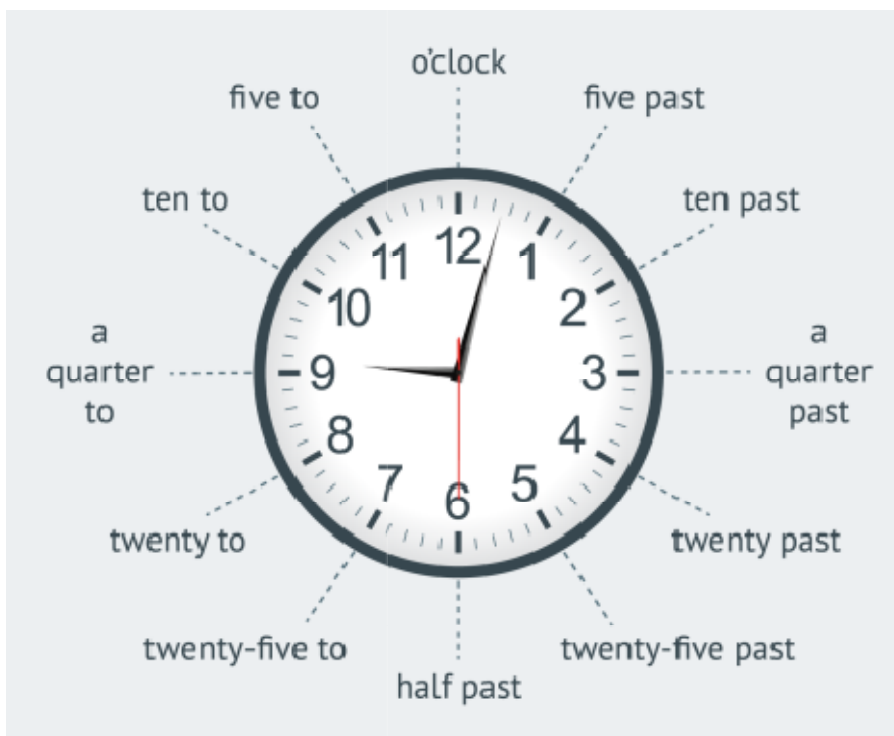 o'clock
five to
five past
ten to
ten past
a
quarter
to
a
quarter
past
twenty to
twenty past
twenty-five to
twenty-five past
half past
12
1
2
3
4
5
6
7
8
9
10
11